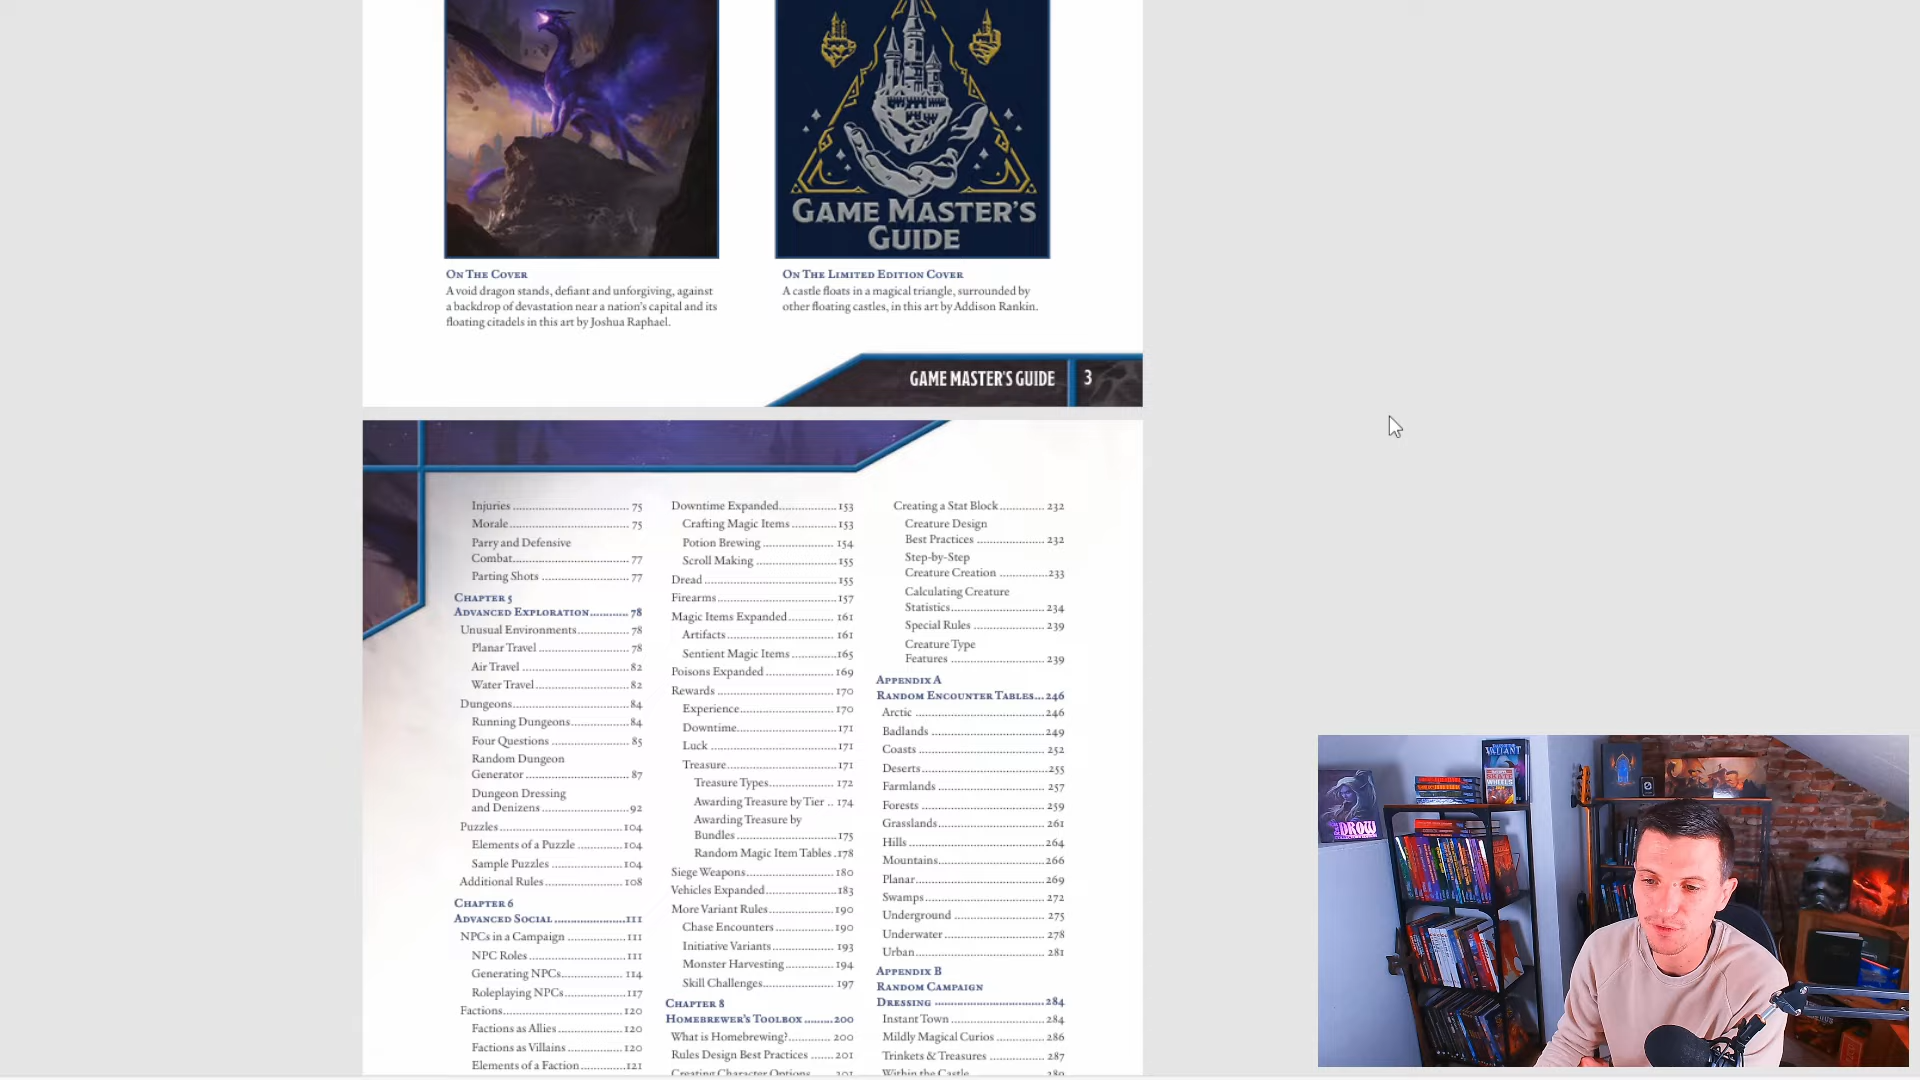 GAME MASTER'S
GUIDE
ON THE COVER
A void dragon stands, defiant and unforgiving, against
a backdrop of devastation near a nation's capital and its
floating citadels in this art by Joshua Raphael.
ON THE LIMITED EDITION COVER
A castle floats in a magical triangle, surrounded by
other floating castles, in this art by Addison Rankin.
GAME MASTER'S GUIDE 3
Injuries 75
Morale 75
Parry and Defensive
Combat 77
Parting Shots 77
CHAPTER 5
ADVANCED EXPLORATION 78
Unusual Environments 78
Planar Travel 78
Air Travel 82
Water Travel 82
Dungeons 84
Running Dungeons 84
Four Questions 85
Random Dungeon
Generator 87
Dungeon Dressing
and Denizens 92
Puzzles 104
Elements of a Puzzle 104
Sample Puzzles 104
Additional Rules 108
CHAPTER 6
ADVANCED SOCIAL 111
NPCs in a Campaign 111
NPC Roles 111
Generating NPCs 114
Roleplaying NPCs 117
Factions 120
Factions as Allies 120
Factions as Villains 120
Elements of a Faction 121
Downtime Expanded 153
Crafting Magic Items 153
Potion Brewing 154
Scroll Making 155
Dread 155
Firearms 157
Magic Items Expanded 161
Artifacts 161
Sentient Magic Items 165
Poisons Expanded 169
Rewards 170
Experience 170
Downtime 171
Luck 171
Treasure 171
Treasure Types 172
Awarding Treasure by Tier 174
Awarding Treasure by
Bundles 175
Random Magic Item Tables 178
Siege Weapons 180
Vehicles Expanded 183
More Variant Rules 190
Chase Encounters 190
Initiative Variants 193
Monster Harvesting 194
Skill Challenges 197
CHAPTER 8
HOMEBREWER'S TOOLBOX 200
What is Homebrewing? 200
Rules Design Best Practices 201
Creating Character Options 201
Creating a Stat Block 232
Creature Design
Best Practices 232
Step-by-Step
Creature Creation 233
Calculating Creature
Statistics 234
Special Rules 239
Creature Type
Features 239
APPENDIX A
RANDOM ENCOUNTER TABLES 246
Arctic 246
Badlands 249
Coasts 252
Deserts 255
Farmlands 257
Forests 259
Grasslands 261
Hills 264
Mountains 266
Planar 269
Swamps 272
Underground 275
Underwater 278
Urban 281
APPENDIX B
RANDOM CAMPAIGN
DRESSING 284
Instant Town 284
Mildly Magical Curios 286
Trinkets & Treasures 287
Within the Castle
VALIANT
DROW